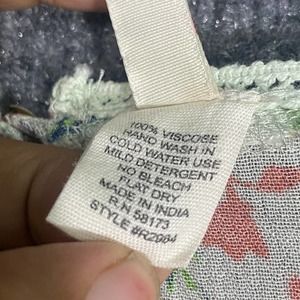 100% VISCOSE
HAND WASH IN
COLD WATER USE
MILD DETERGENT
NO BLEACH
FLAT DRY
MADE IN INDIA
R.N 58173
STYLE #RZ964